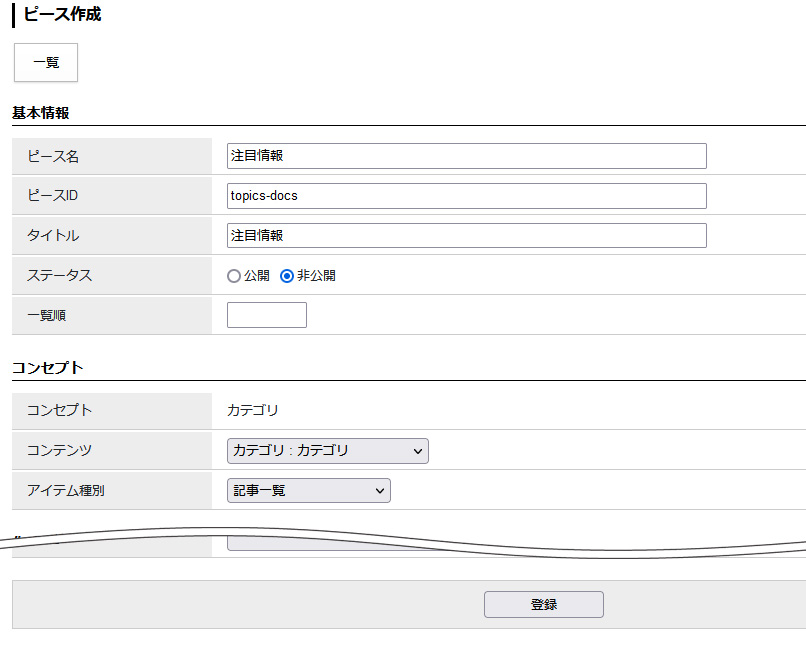 ピース作成
一覧
基本情報
ピース名 注目情報
ピースID topics-docs
タイトル 注目情報
ステータス 公開 非公開
一覧順
コンセプト
コンセプト カテゴリ
コンテンツ カテゴリ : カテゴリ
アイテム種別 記事一覧
登録